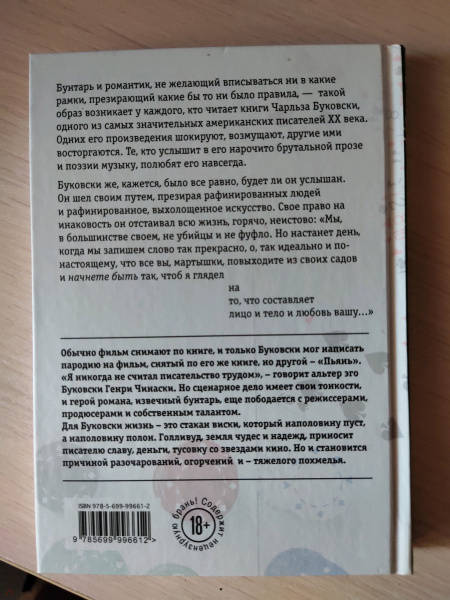 Бунтарь и романтик, не желающий вписываться ни в какие
рамки, презирающий какие бы то ни было правила, — такой
образ возникает у каждого, кто читает книги Чарльза Буковски,
одного из самых значительных американских писателей XX века.
Одних его произведения шокируют, возмущают, другие ими
восторгаются. Те, кто услышит в его нарочито брутальной прозе
и поэзии музыку, полюбят его навсегда.
Буковски же, кажется, было все равно, будет ли он услышан.
Он шел своим путем, презирая рафинированных людей
и рафинированное, выхолощенное искусство. Свое право на
инаковость он отстаивал всю жизнь, горячо, неистово: «Мы,
в большинстве своем, не убийцы и не фуфло. Но настанет день,
когда мы запишем слово так прекрасно, о, так идеально и по-
настоящему, что все вы, мартышки, повыходите из своих садов
и начнете быть так, чтоб я глядел
на
то, что составляет
лицо и тело и любовь вашу...»
Обычно фильм снимают по книге, и только Буковски мог написать
пародию на фильм, снятый по его же книге, но другой – «Пьянь».
«Я никогда не считал писательство трудом», – говорит альтер эго
Буковски Генри Чинаски. Но сценарное дело имеет свои тонкости,
и герой романа, извечный бунтарь, еще пободается с режиссерами,
продюсерами и собственным талантом.
Для Буковски жизнь – это стакан виски, который наполовину пуст,
а наполовину полон. Голливуд, земля чудес и надежд, приносит
писателю славу, деньги, тусовку со звездами кино. Но и становится
причиной разочарований, огорчений и – тяжелого похмелья.
ISBN 978-5-699-99661-2
9 785699 996612 >
Содержит нецензурную брань!
18+